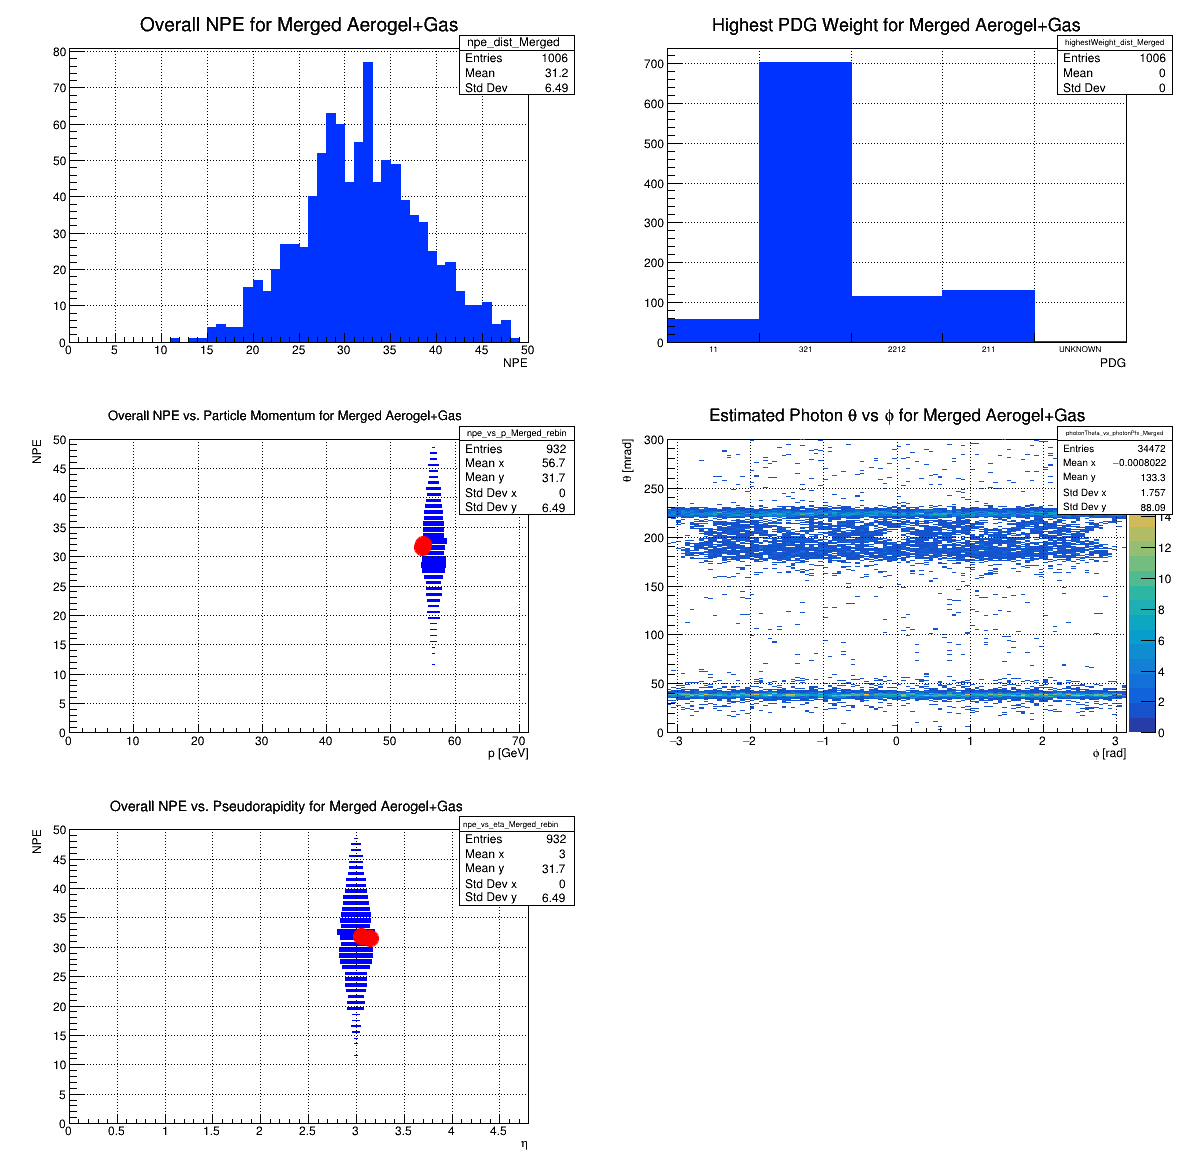 Overall NPE for Merged Aerogel+Gas
npe_dist_Merged
Entries 1006
Mean 31.2
Std Dev 6.49
80
70
60
50
40
30
20
10
0
0 5 10 15 20 25 30 35 40 45 50
NPE
Highest PDG Weight for Merged Aerogel+Gas
highestWeight_dist_Merged
Entries 1006
Mean 0
Std Dev 0
700
600
500
400
300
200
100
0
11 321 2212 211 UNKNOWN
PDG
Overall NPE vs. Particle Momentum for Merged Aerogel+Gas
NPE
npe_vs_p_Merged_rebin
Entries 932
Mean x 56.7
Mean y 31.7
Std Dev x 0
Std Dev y 6.49
50
45
40
35
30
25
20
15
10
5
0
0 10 20 30 40 50 60 70
p [GeV]
Estimated Photon θ vs ϕ for Merged Aerogel+Gas
θ [mrad]
photonTheta_vs_photonPhi_Merged
Entries 34472
Mean x −0.0008022
Mean y 133.3
Std Dev x 1.757
Std Dev y 88.09
300
250
200
150
100
50
0
14
12
10
8
6
4
2
0
−3 −2 −1 0 1 2 3
ϕ [rad]
Overall NPE vs. Pseudorapidity for Merged Aerogel+Gas
NPE
npe_vs_eta_Merged_rebin
Entries 932
Mean x 3
Mean y 31.7
Std Dev x 0
Std Dev y 6.49
50
45
40
35
30
25
20
15
10
5
0
0 0.5 1 1.5 2 2.5 3 3.5 4 4.5
η